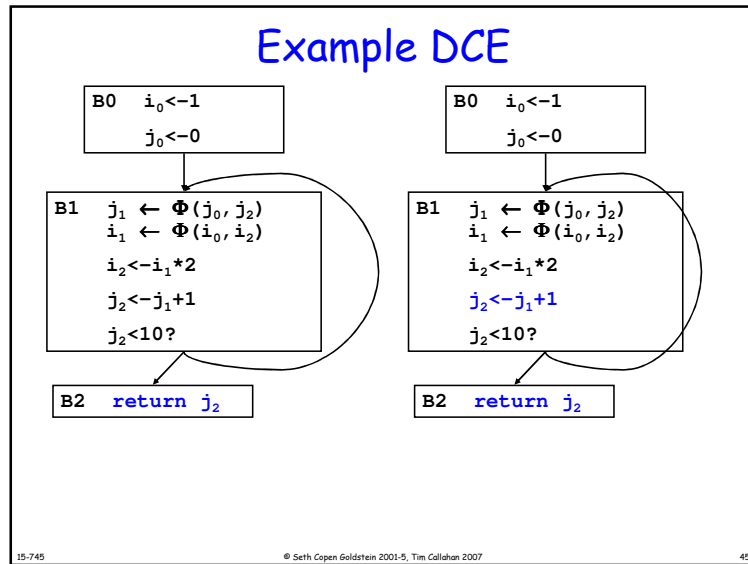 Example DCE
B0 i₀<-1
j₀<-0
B1 j₁ ← Φ(j₀,j₂)
i₁ ← Φ(i₀,i₂)
i₂<-i₁*2
j₂<-j₁+1
j₂<10?
B2 return j₂
B0 i₀<-1
j₀<-0
B1 j₁ ← Φ(j₀,j₂)
i₁ ← Φ(i₀,i₂)
i₂<-i₁*2
j₂<-j₁+1
j₂<10?
B2 return j₂
15-745 © Seth Copen Goldstein 2001-5, Tim Callahan 2007 45